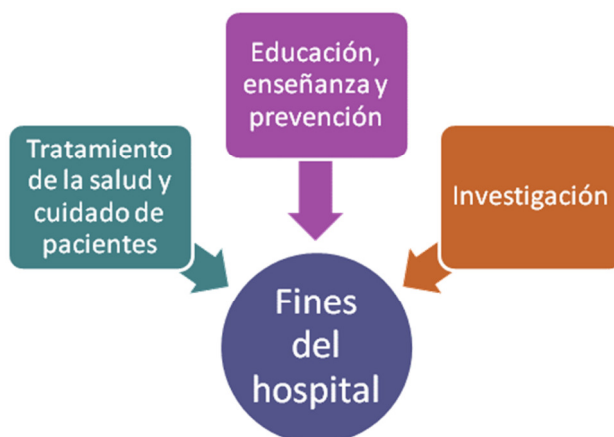 Educación,
enseñanza y
prevención
Tratamiento
de la salud y
cuidado de
pacientes
Investigación
Fines
del
hospital